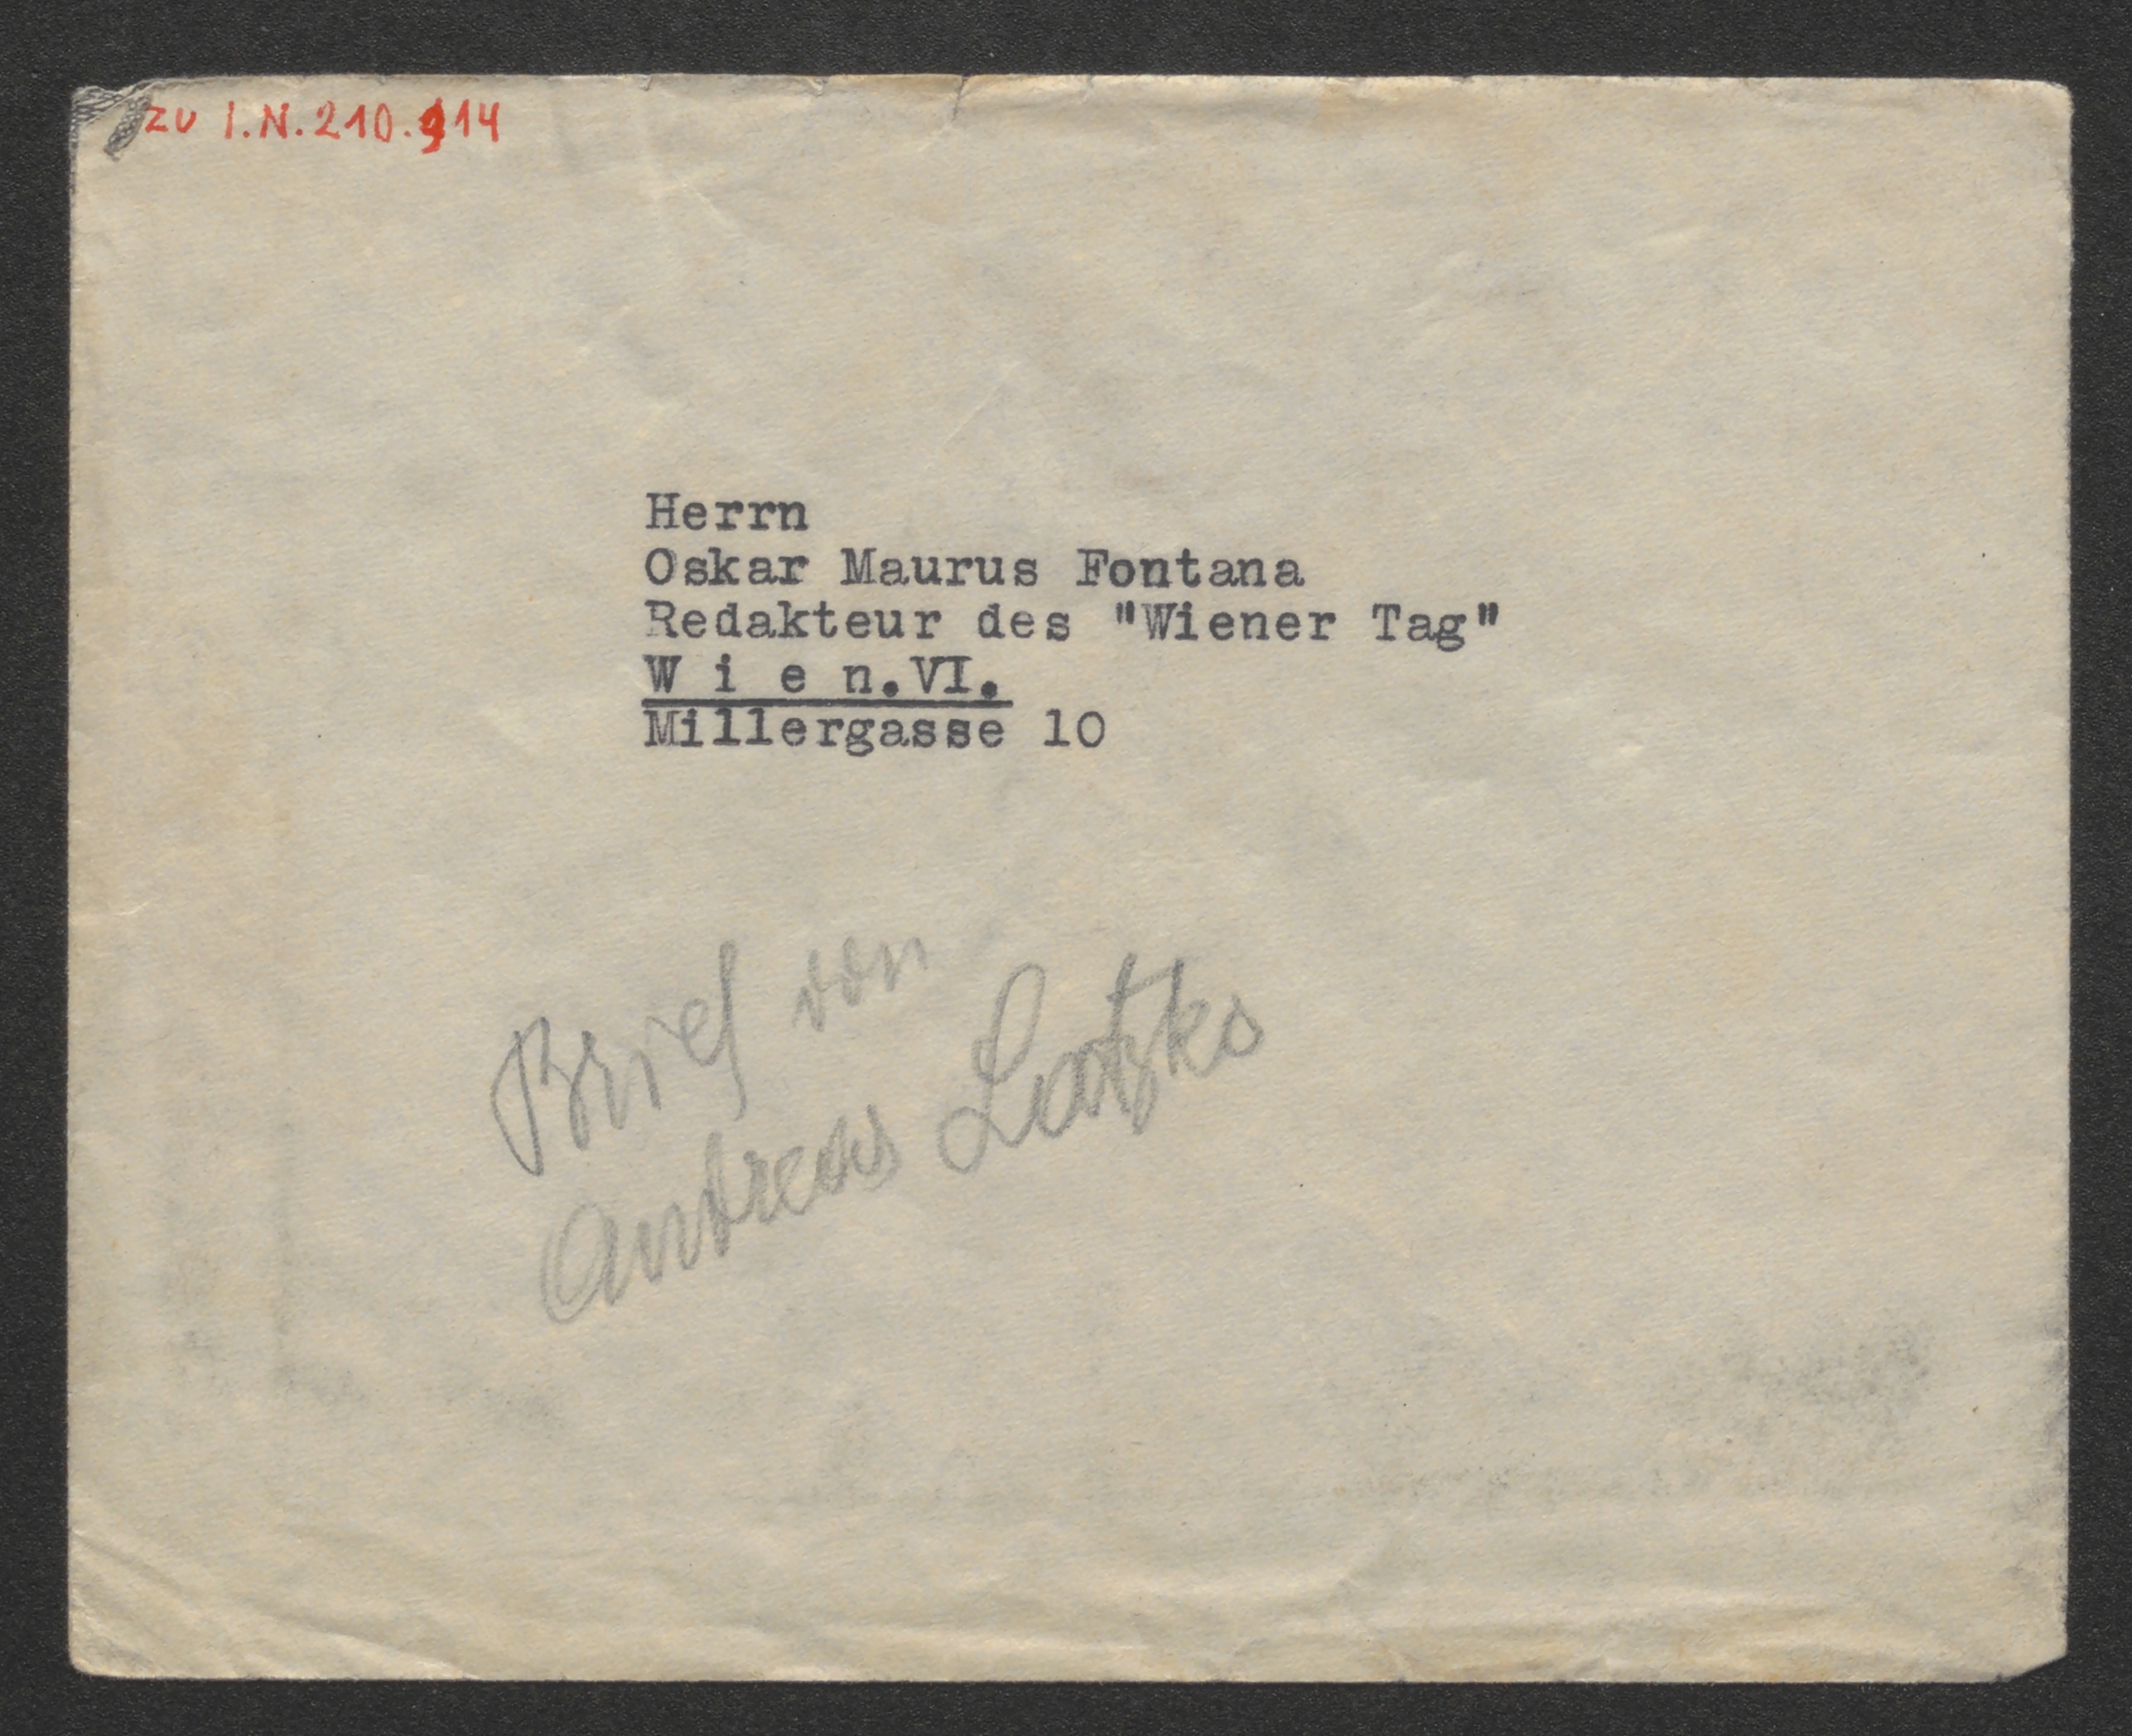 zu I.N. 210.914
Herrn
Oskar Maurus Fontana
Redakteur des "Wiener Tag"
W i e n.VI.
Millergasse 10
Brief von
Andreas Latzko